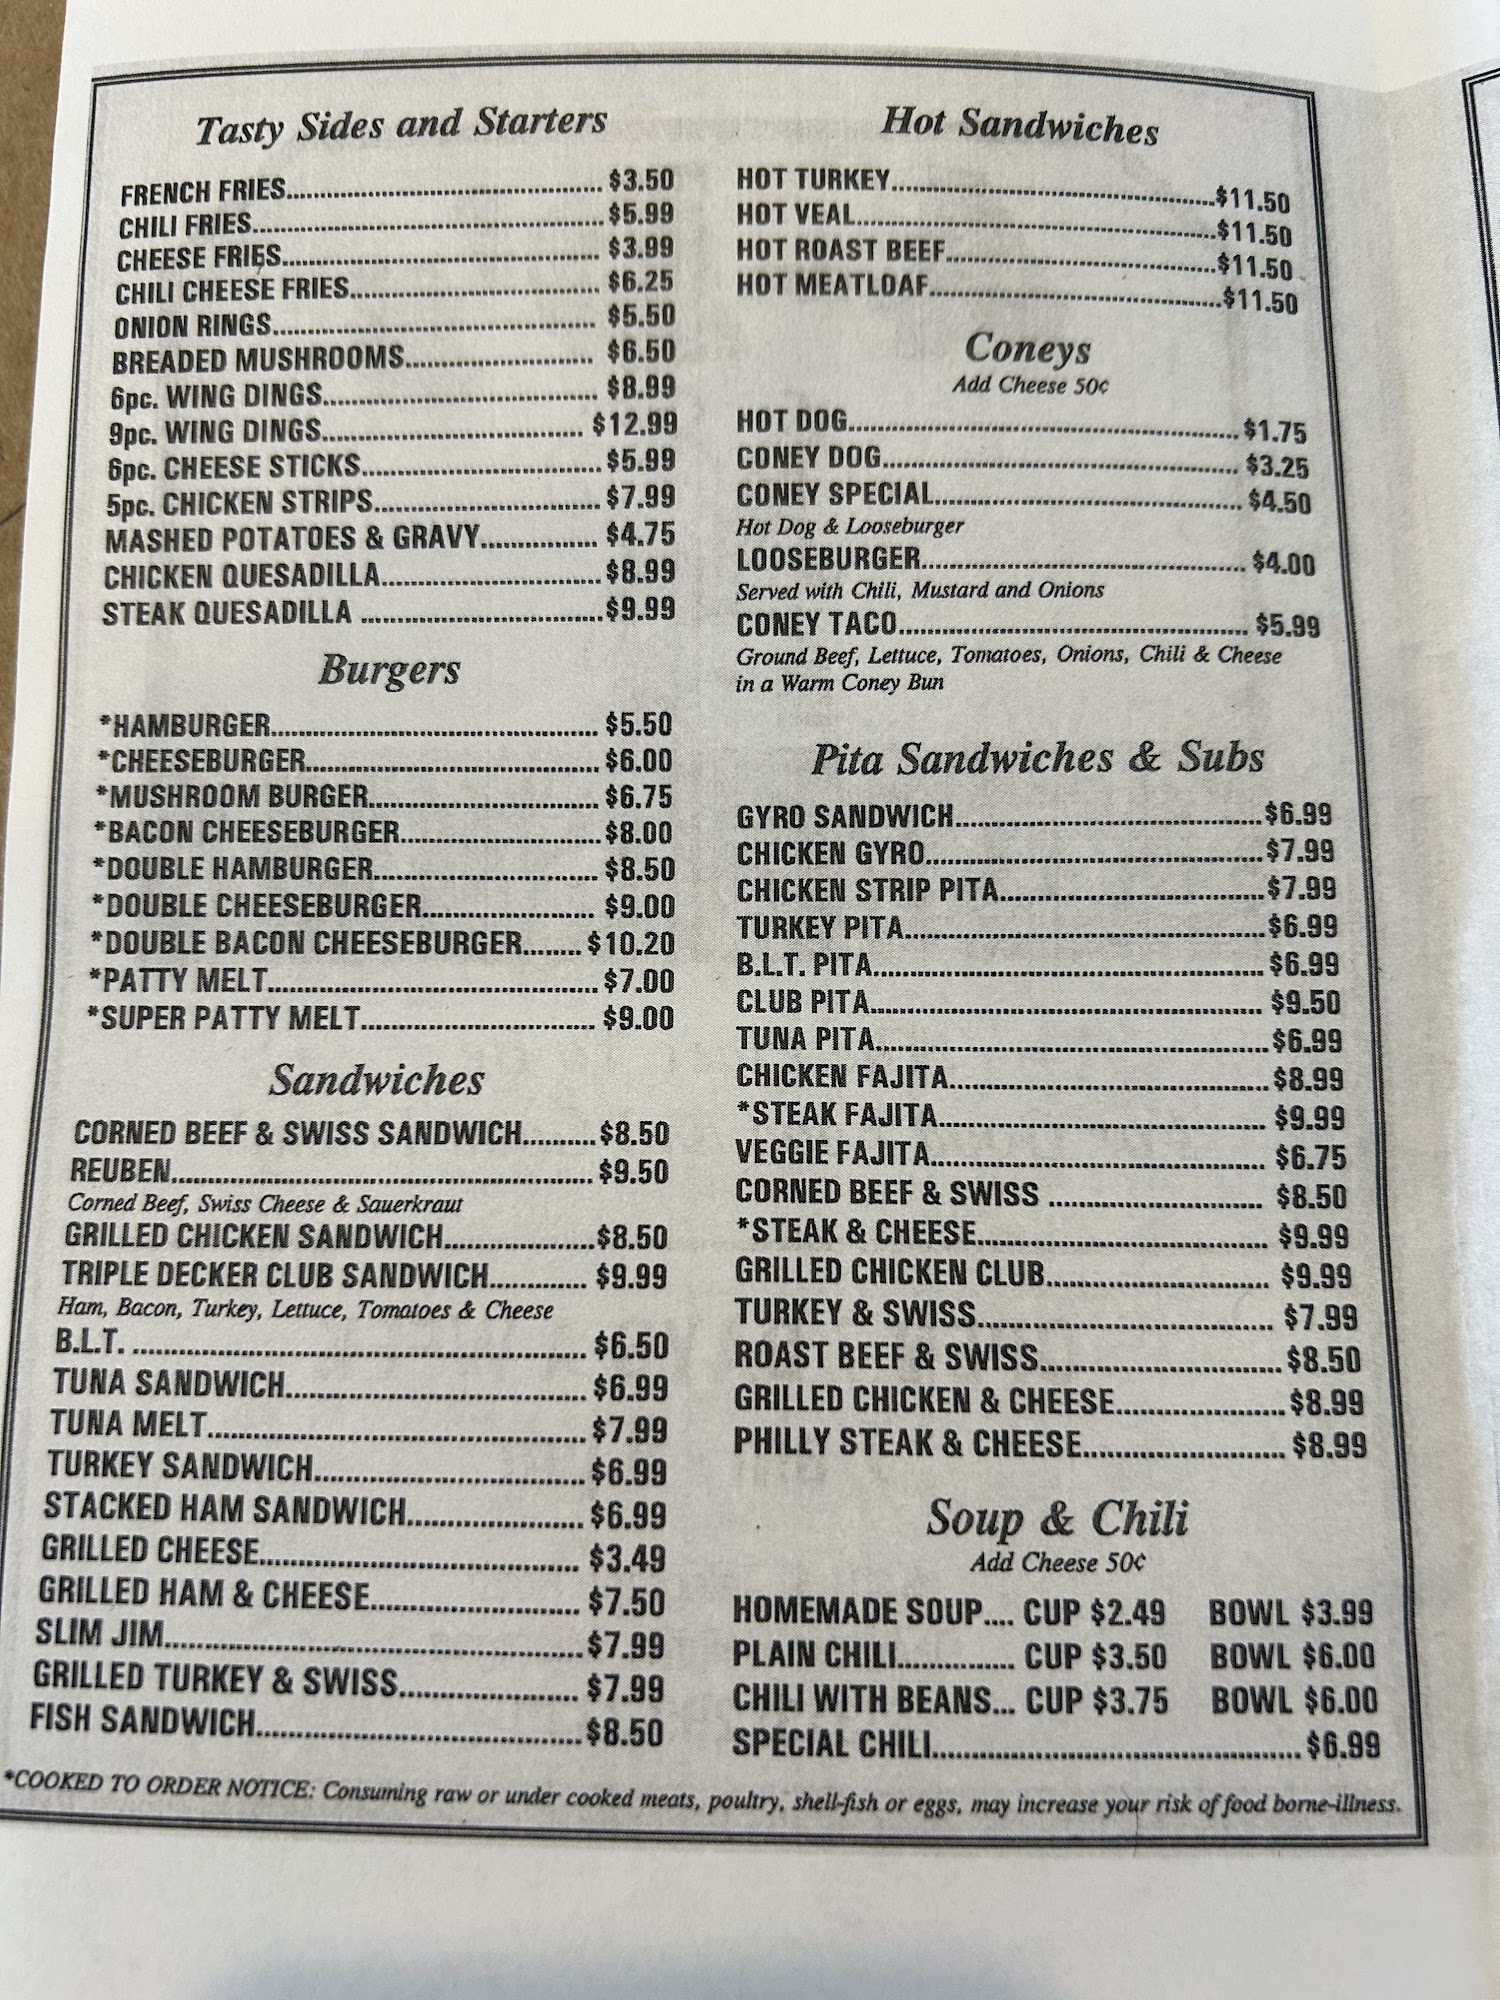 Tasty Sides and Starters
FRENCH FRIES.......................................... $3.50
CHILI FRIES............................................... $5.99
CHEESE FRIES.......................................... $3.99
CHILI CHEESE FRIES................................. $6.25
ONION RINGS........................................... $5.50
BREADED MUSHROOMS......................... $6.50
6pc. WING DINGS..................................... $8.99
9pc. WING DINGS................................... $12.99
6pc. CHEESE STICKS................................ $5.99
5pc. CHICKEN STRIPS.............................. $7.99
MASHED POTATOES & GRAVY................ $4.75
CHICKEN QUESADILLA............................. $8.99
STEAK QUESADILLA ................................$9.99
Burgers
*HAMBURGER........................................... $5.50
*CHEESEBURGER....................................... $6.00
*MUSHROOM BURGER.............................. $6.75
*BACON CHEESEBURGER...........................$8.00
*DOUBLE HAMBURGER.............................. $8.50
*DOUBLE CHEESEBURGER....................... $9.00
*DOUBLE BACON CHEESEBURGER........ $10.20
*PATTY MELT............................................ $7.00
*SUPER PATTY MELT............................... $9.00
Sandwiches
CORNED BEEF & SWISS SANDWICH..........$8.50
REUBEN........................................................ $9.50
Corned Beef, Swiss Cheese & Sauerkraut
GRILLED CHICKEN SANDWICH....................$8.50
TRIPLE DECKER CLUB SANDWICH............. $9.99
Ham, Bacon, Turkey, Lettuce, Tomatoes & Cheese
B.L.T. ............................................................ $6.50
TUNA SANDWICH........................................ $6.99
TUNA MELT.................................................. $7.99
TURKEY SANDWICH....................................$6.99
STACKED HAM SANDWICH....................... $6.99
GRILLED CHEESE.......................................... $3.49
GRILLED HAM & CHEESE............................ $7.50
SLIM JIM.......................................................$7.99
GRILLED TURKEY & SWISS........................ $7.99
FISH SANDWICH...........................................$8.50
Hot Sandwiches
HOT TURKEY............................................$11.50
HOT VEAL.................................................$11.50
HOT ROAST BEEF.....................................$11.50
HOT MEATLOAF.......................................$11.50
Coneys
Add Cheese 50¢
HOT DOG.................................................... $1.75
CONEY DOG............................................... $3.25
CONEY SPECIAL......................................... $4.50
Hot Dog & Looseburger
LOOSEBURGER........................................... $4.00
Served with Chili, Mustard and Onions
CONEY TACO............................................... $5.99
Ground Beef, Lettuce, Tomatoes, Onions, Chili & Cheese
in a Warm Coney Bun
Pita Sandwiches & Subs
GYRO SANDWICH........................................$6.99
CHICKEN GYRO............................................$7.99
CHICKEN STRIP PITA...................................$7.99
TURKEY PITA...............................................$6.99
B.L.T. PITA.................................................... $6.99
CLUB PITA.................................................... $9.50
TUNA PITA....................................................$6.99
CHICKEN FAJITA..........................................$8.99
*STEAK FAJITA............................................ $9.99
VEGGIE FAJITA............................................. $6.75
CORNED BEEF & SWISS ............................ $8.50
*STEAK & CHEESE....................................... $9.99
GRILLED CHICKEN CLUB............................. $9.99
TURKEY & SWISS....................................... $7.99
ROAST BEEF & SWISS................................$8.50
GRILLED CHICKEN & CHEESE......................$8.99
PHILLY STEAK & CHEESE.......................... $8.99
Soup & Chili
Add Cheese 50¢
HOMEMADE SOUP.... CUP $2.49 BOWL $3.99
PLAIN CHILI............... CUP $3.50 BOWL $6.00
CHILI WITH BEANS... CUP $3.75 BOWL $6.00
SPECIAL CHILI................................................ $6.99
*COOKED TO ORDER NOTICE: Consuming raw or under cooked meats, poultry, shell-fish or eggs, may increase your risk of food borne-illness.